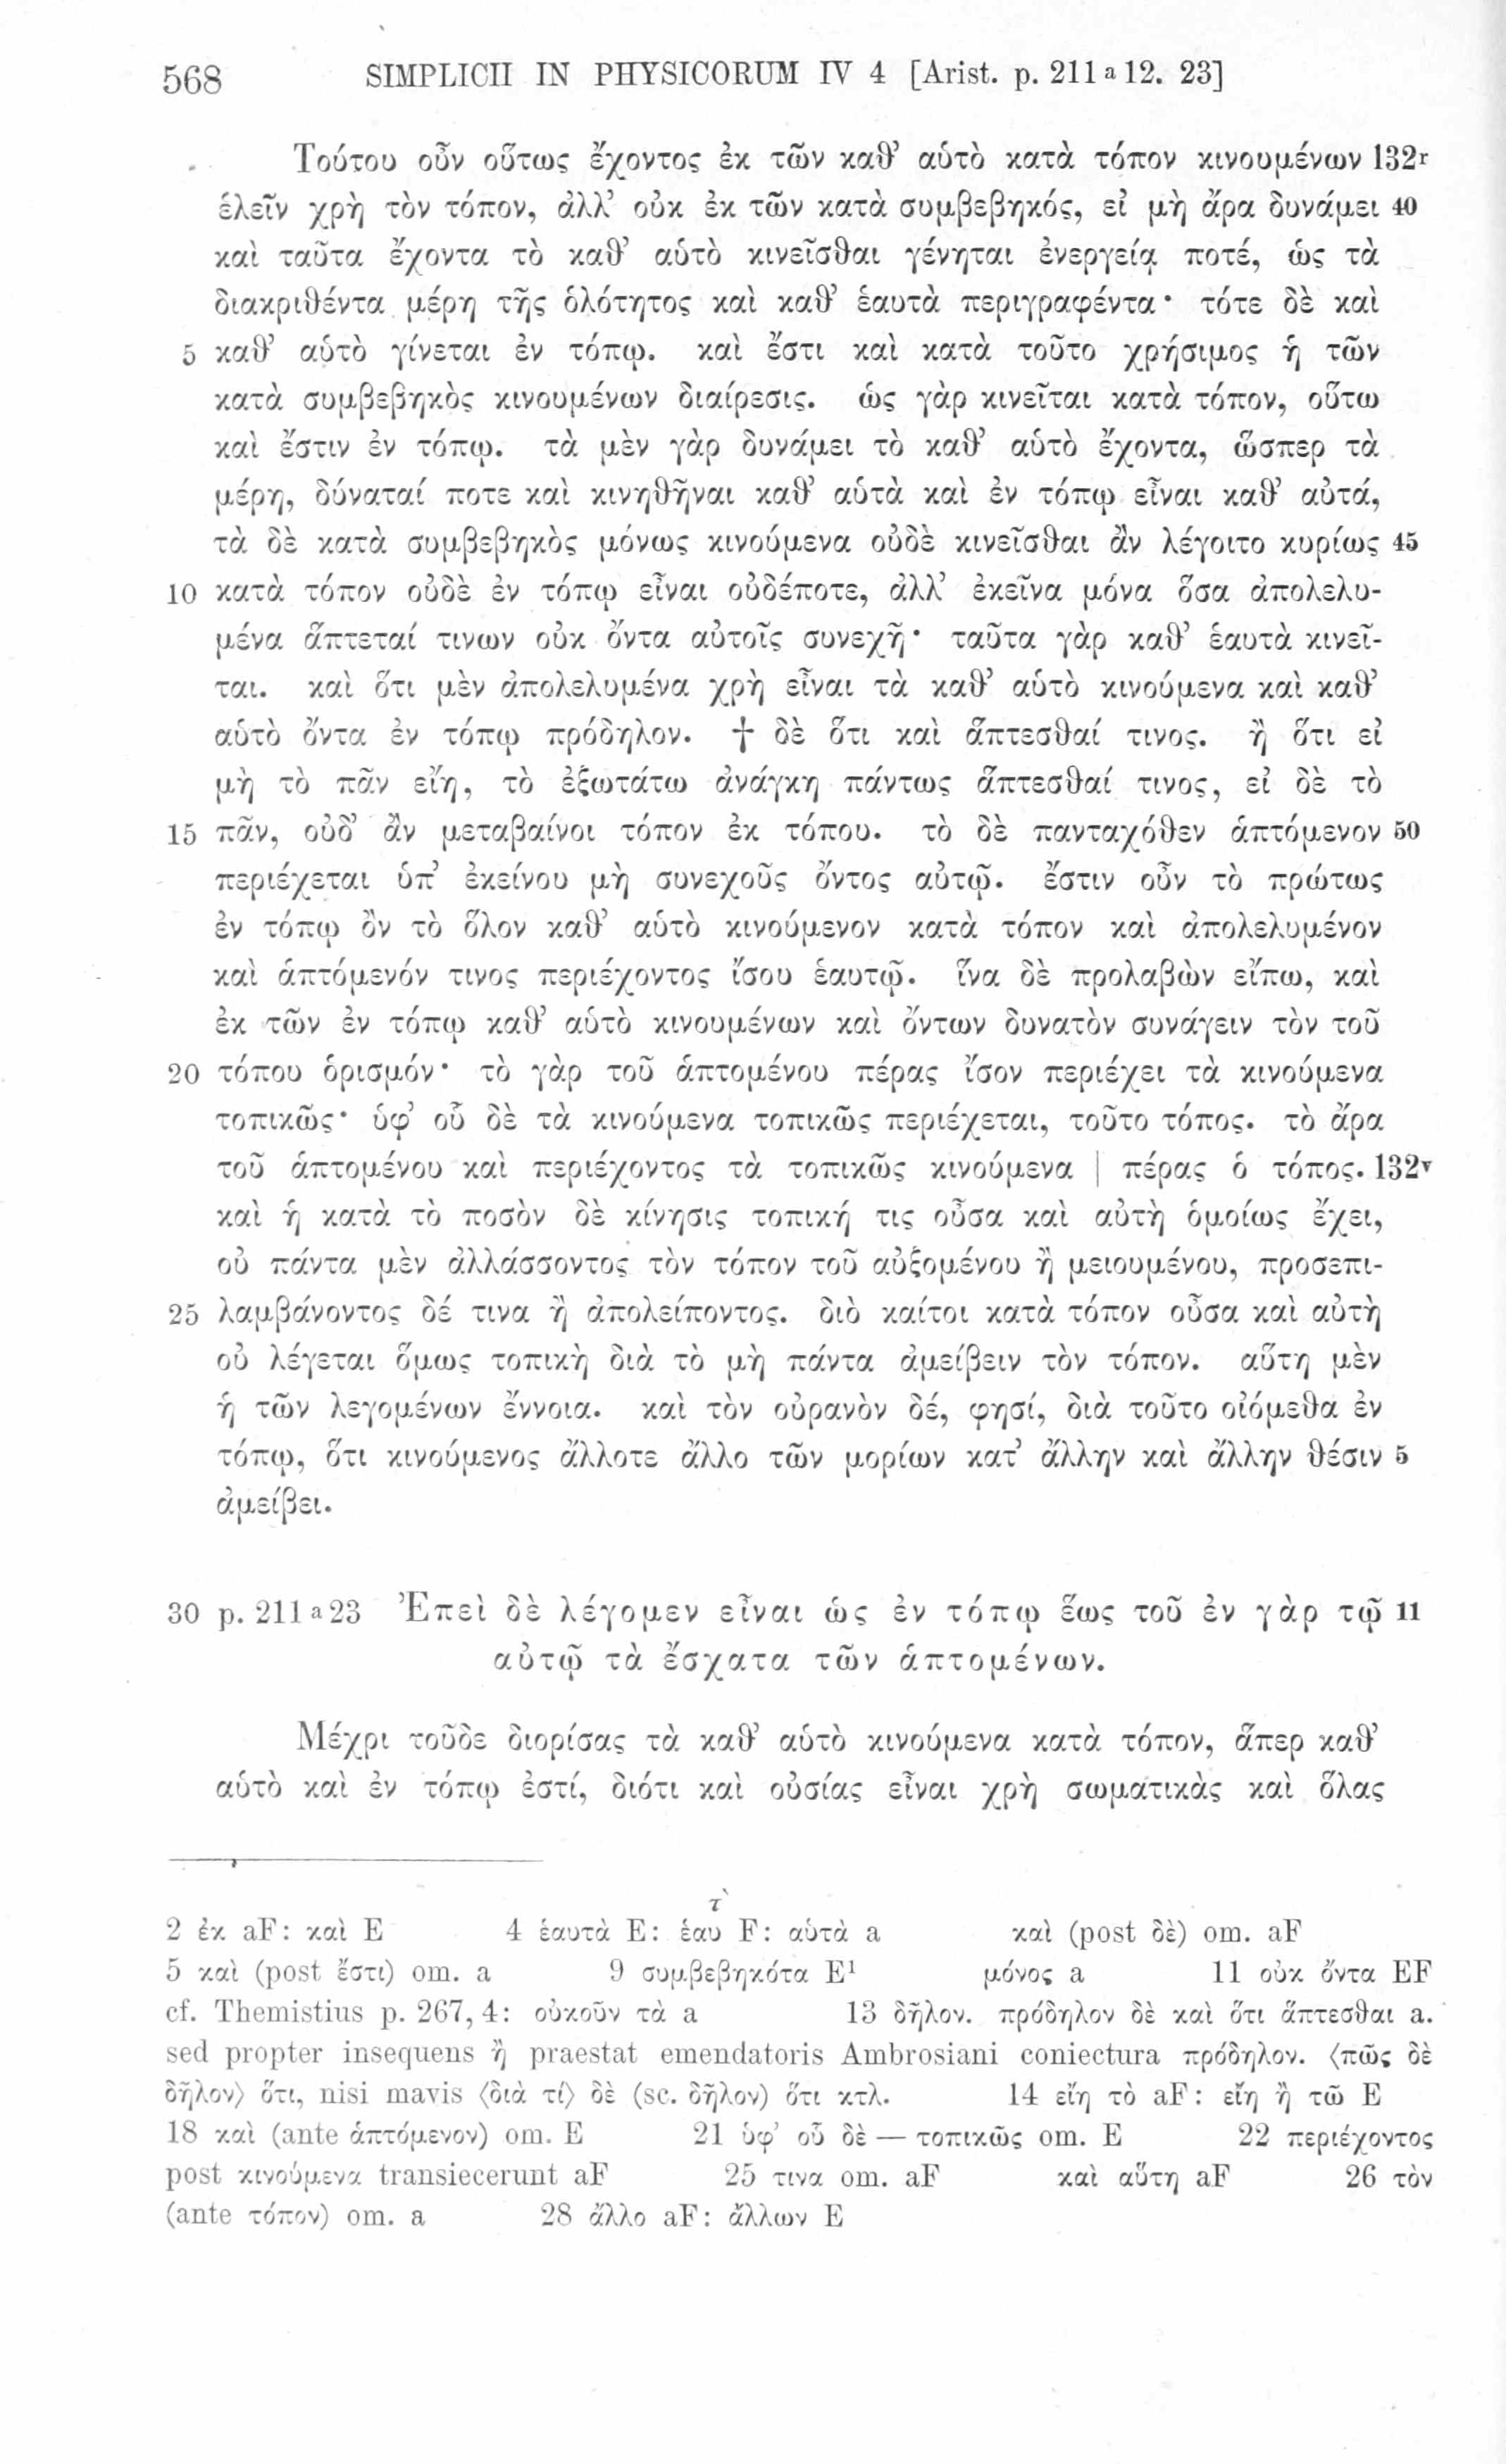 568 SIMPLICII IN PHYSICORUM IV 4 [Arist. p. 211 a 12. 23]
Τούτου οὖν οὕτως ἔχοντος ἐκ τῶν καθ’ αὑτὸ κατὰ τόπον κινουμένων 132r
ἑλεῖν χρὴ τὸν τόπον, ἀλλ’ οὐκ ἐκ τῶν κατὰ συμβεβηκός, εἰ μὴ ἄρα δυνάμει 40
καὶ ταῦτα ἔχοντα τὸ καθ’ αὑτὸ κινεῖσθαι γένηται ἐνεργείᾳ ποτέ, ὡς τὰ
διακριθέντα μέρη τῆς ὁλότητος καὶ καθ’ ἑαυτὰ περιγραφέντα· τότε δὲ καὶ
5 καθ’ αὑτὸ γίνεται ἐν τόπῳ. καὶ ἔστι καὶ κατὰ τοῦτο χρήσιμος ἡ τῶν
κατὰ συμβεβηκὸς κινουμένων διαίρεσις. ὡς γὰρ κινεῖται κατὰ τόπον, οὕτω
καὶ ἔστιν ἐν τόπῳ. τὰ μὲν γὰρ δυνάμει τὸ καθ’ αὑτὸ ἔχοντα, ὥσπερ τὰ
μέρη, δύναταί ποτε καὶ κινηθῆναι καθ’ αὑτὰ καὶ ἐν τόπῳ εἶναι καθ’ αὑτά,
τὰ δὲ κατὰ συμβεβηκὸς μόνως κινούμενα οὐδὲ κινεῖσθαι ἂν λέγοιτο κυρίως 45
10 κατὰ τόπον οὐδὲ ἐν τόπῳ εἶναι οὐδέποτε, ἀλλ’ ἐκεῖνα μόνα ὅσα ἀπολελυ-
μένα ἅπτεταί τινων οὐκ ὄντα αὐτοῖς συνεχῆ· ταῦτα γὰρ καθ’ ἑαυτὰ κινεῖ-
ται. καὶ ὅτι μὲν ἀπολελυμένα χρὴ εἶναι τὰ καθ’ αὑτὸ κινούμενα καὶ καθ’
αὑτὸ ὄντα ἐν τόπῳ πρόδηλον. † δὲ ὅτι καὶ ἅπτεσθαί τινος. ἢ ὅτι εἰ
μὴ τὸ πᾶν εἴη, τὸ ἐξωτάτω ἀνάγκη πάντως ἅπτεσθαί τινος, εἰ δὲ τὸ
15 πᾶν, οὐδ’ ἂν μεταβαίνοι τόπον ἐκ τόπου. τὸ δὲ πανταχόθεν ἁπτόμενον 50
περιέχεται ὑπ’ ἐκείνου μὴ συνεχοῦς ὄντος αὐτῷ. ἔστιν οὖν τὸ πρώτως
ἐν τόπῳ ὂν τὸ ὅλον καθ’ αὑτὸ κινούμενον κατὰ τόπον καὶ ἀπολελυμένον
καὶ ἁπτόμενόν τινος περιέχοντος ἴσου ἑαυτῷ. ἵνα δὲ προλαβὼν εἴπω, καὶ
ἐκ τῶν ἐν τόπῳ καθ’ αὑτὸ κινουμένων καὶ ὄντων δυνατὸν συνάγειν τὸν τοῦ
20 τόπου ὁρισμόν· τὸ γὰρ τοῦ ἁπτομένου πέρας ἴσον περιέχει τὰ κινούμενα
τοπικῶς· ὑφ’ οὗ δὲ τὰ κινούμενα τοπικῶς περιέχεται, τοῦτο τόπος. τὸ ἄρα
τοῦ ἁπτομένου καὶ περιέχοντος τὰ τοπικῶς κινούμενα | πέρας ὁ τόπος. 132v
καὶ ἡ κατὰ τὸ ποσὸν δὲ κίνησις τοπική τις οὖσα καὶ αὐτὴ ὁμοίως ἔχει,
οὐ πάντα μὲν ἀλλάσσοντος τὸν τόπον τοῦ αὐξομένου ἢ μειουμένου, προσεπι-
25 λαμβάνοντος δέ τινα ἢ ἀπολείποντος. διὸ καίτοι κατὰ τόπον οὖσα καὶ αὐτὴ
οὐ λέγεται ὅμως τοπικὴ διὰ τὸ μὴ πάντα ἀμείβειν τὸν τόπον. αὕτη μὲν
ἡ τῶν λεγομένων ἔννοια. καὶ τὸν οὐρανὸν δέ, φησί, διὰ τοῦτο οἰόμεθα ἐν
τόπῳ, ὅτι κινούμενος ἄλλοτε ἄλλο τῶν μορίων κατ’ ἄλλην καὶ ἄλλην θέσιν 5
ἀμείβει.
30 p. 211 a 23 Ἐπεὶ δὲ λέγομεν εἶναι ὡς ἐν τόπῳ ἕως τοῦ ἐν γὰρ τῷ 11
αὐτῷ τὰ ἔσχατα τῶν ἁπτομένων.
Μέχρι τοῦδε διορίσας τὰ καθ’ αὑτὸ κινούμενα κατὰ τόπον, ἅπερ καθ’
αὑτὸ καὶ ἐν τόπῳ ἐστί, διότι καὶ οὐσίας εἶναι χρὴ σωματικὰς καὶ ὅλας
2 ἐκ aF: καὶ E 4 ἑαυτὰ E: ἑαυτ̀ F: αὑτὰ a καὶ (post δὲ) om. aF
5 καὶ (post ἔστι) om. a 9 συμβεβηκότα E¹ μόνος a 11 οὐκ ὄντα EF
cf. Themistius p. 267, 4: οὐκοῦν τὰ a 13 δῆλον. πρόδηλον δὲ καὶ ὅτι ἅπτεσθαι a.
sed propter insequens ἢ praestat emendatoris Ambrosiani coniectura πρόδηλον. ⟨πῶς δὲ
δῆλον⟩ ὅτι, nisi mavis ⟨διὰ τί⟩ δὲ (sc. δῆλον) ὅτι κτλ. 14 εἴη τὸ aF: εἴη ἢ τῶ E
18 καὶ (ante ἁπτόμενον) om. E 21 ὑφ’ οὗ δὲ — τοπικῶς om. E 22 περιέχοντος
post κινούμενα transiecerunt aF 25 τινα om. aF καὶ αὕτη aF 26 τὸν
(ante τόπον) om. a 28 ἄλλο aF: ἄλλων E